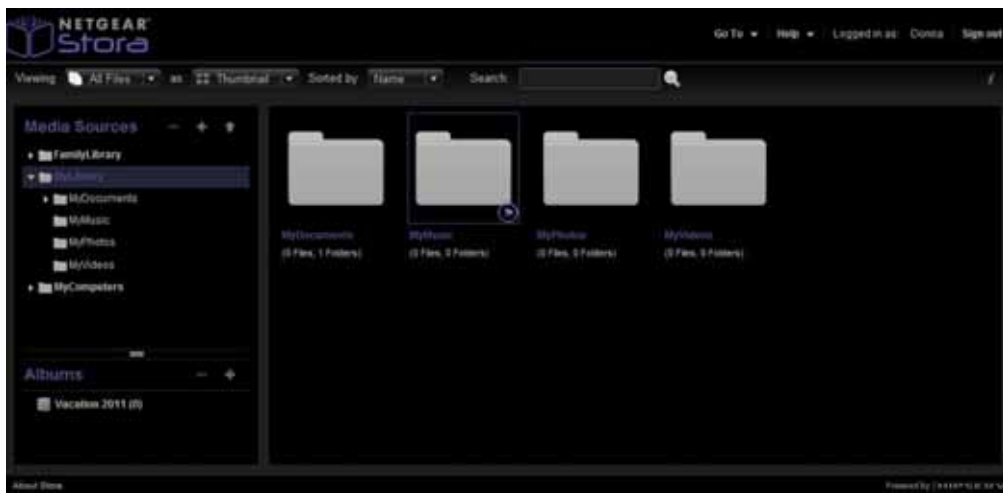 NETGEAR
Stora
Go To Help Logged in as: Donna Sign out
Viewing All Files as Thumbnail Sorted by Name Search
Media Sources
FamilyLibrary
MyLibrary
MyDocuments
MyMusic
MyPhotos
MyVideos
MyComputers
MyDocuments MyMusic MyPhotos MyVideos
(0 Files, 1 Folders) (0 Files, 0 Folders) (0 Files, 0 Folders) (0 Files, 0 Folders)
Albums
Vacation 2011 (0)
About Stora
Powered by